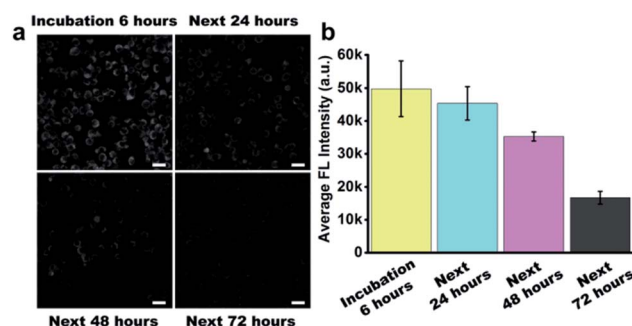 a
Incubation 6 hours
Next 24 hours
Next 48 hours
Next 72 hours
b
Average FL Intensity (a.u.)
60k
50k
40k
30k
20k
10k
0
Incubation
6 hours
Next
24 hours
Next
48 hours
Next
72 hours